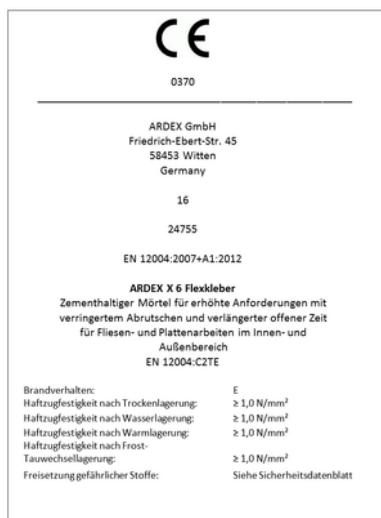 CE
0370
ARDEX GmbH
Friedrich-Ebert-Str. 45
58453 Witten
Germany
16
24755
EN 12004:2007+A1:2012
ARDEX X 6 Flexkleber
Zementhaltiger Mörtel für erhöhte Anforderungen mit
verringertem Abrutschen und verlängerter offener Zeit
für Fliesen- und Plattenarbeiten im Innen- und
Außenbereich
EN 12004:C2TE
Brandverhalten: E
Haftzugfestigkeit nach Trockenlagerung: ≥ 1,0 N/mm²
Haftzugfestigkeit nach Wasserlagerung: ≥ 1,0 N/mm²
Haftzugfestigkeit nach Warmlagerung: ≥ 1,0 N/mm²
Haftzugfestigkeit nach Frost-
Tauwechsellagerung: ≥ 1,0 N/mm²
Freisetzung gefährlicher Stoffe: Siehe Sicherheitsdatenblatt